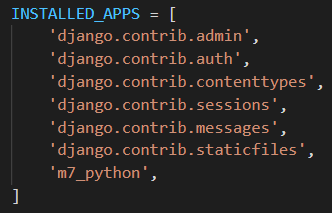 INSTALLED_APPS = [
    'django.contrib.admin',
    'django.contrib.auth',
    'django.contrib.contenttypes',
    'django.contrib.sessions',
    'django.contrib.messages',
    'django.contrib.staticfiles',
    'm7_python',
]